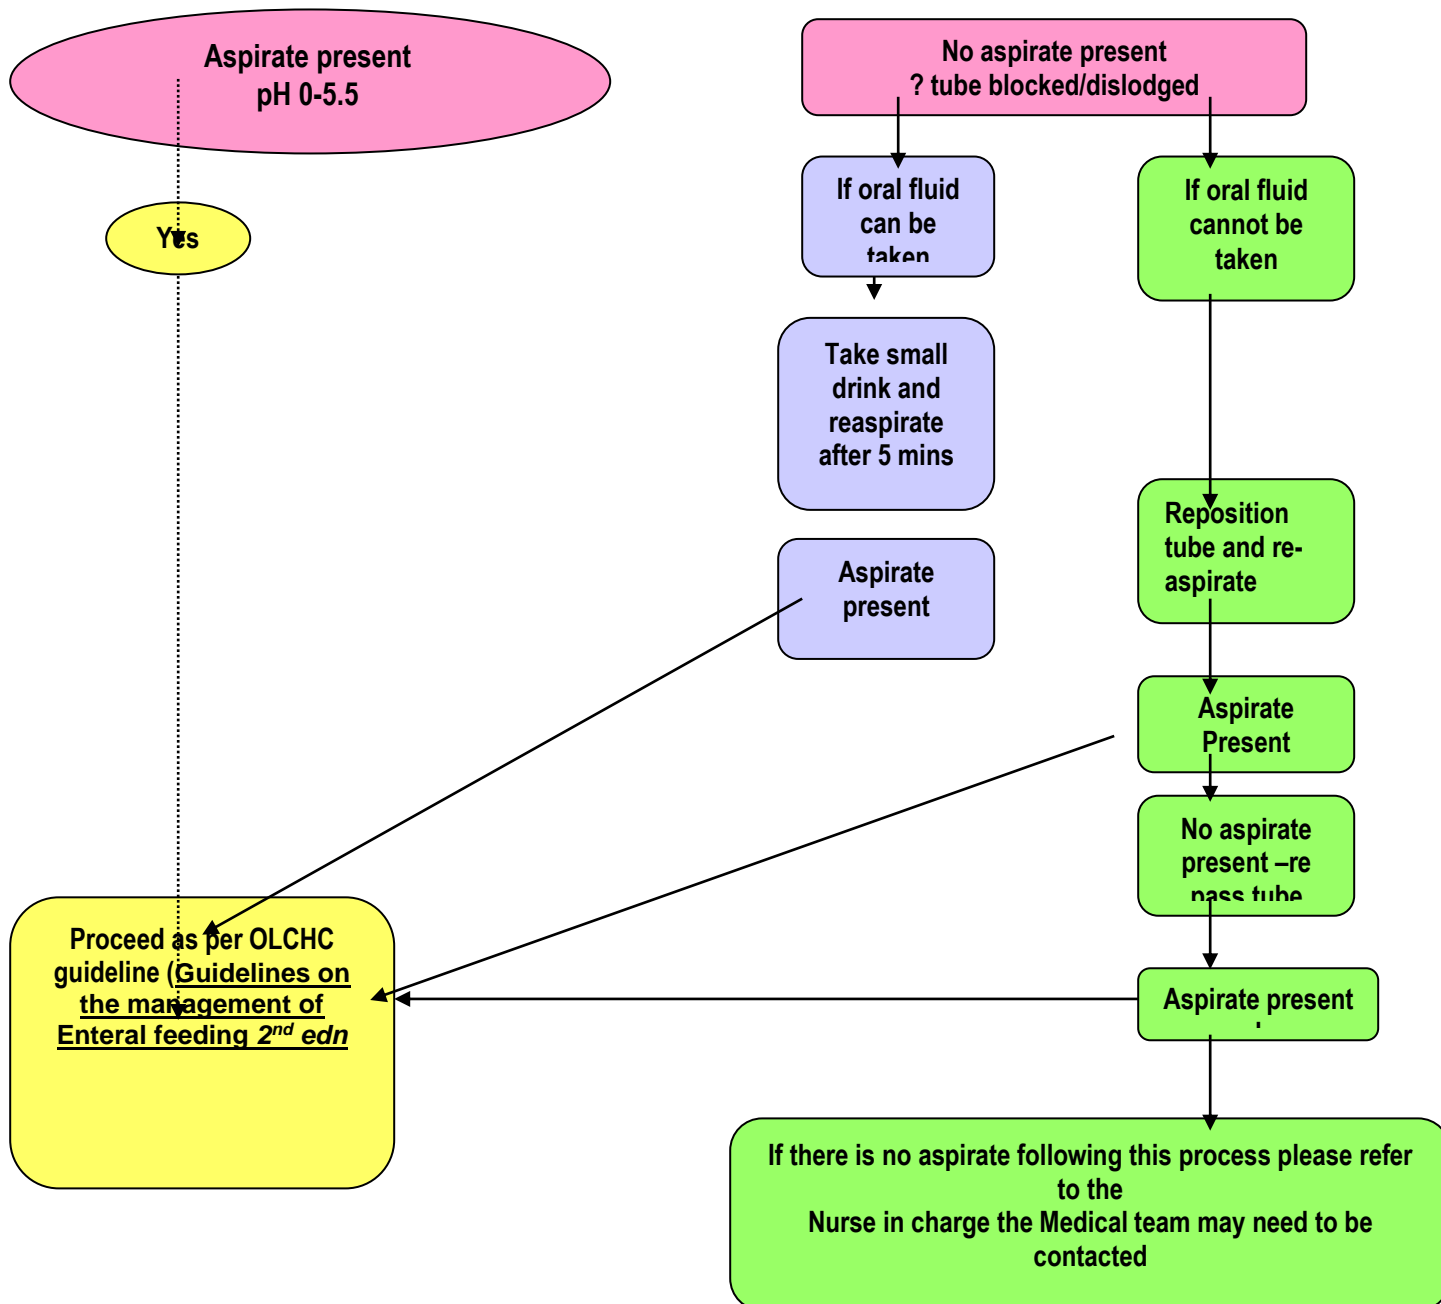 Aspirate present
pH 0-5.5
No aspirate present
? tube blocked/dislodged
Yes
If oral fluid
can be
taken
If oral fluid
cannot be
taken
Take small
drink and
reaspirate
after 5 mins
Reposition
tube and re-
aspirate
Aspirate
present
Aspirate
Present
No aspirate
present –re
pass tube
Proceed as per OLCHC
guideline (Guidelines on
the management of
Enteral feeding 2nd edn
Aspirate present
If there is no aspirate following this process please refer
to the
Nurse in charge the Medical team may need to be
contacted